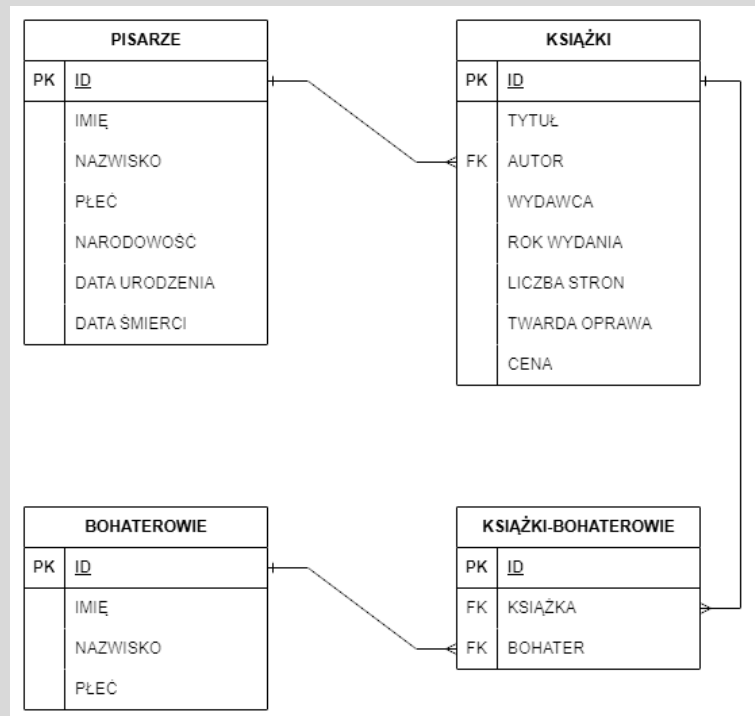 PISARZE
PK ID
IMIĘ
NAZWISKO
PŁEĆ
NARODOWOŚĆ
DATA URODZENIA
DATA ŚMIERCI
KSIĄŻKI
PK ID
TYTUŁ
FK AUTOR
WYDAWCA
ROK WYDANIA
LICZBA STRON
TWARDA OPRAWA
CENA
BOHATEROWIE
PK ID
IMIĘ
NAZWISKO
PŁEĆ
KSIĄŻKI-BOHATEROWIE
PK ID
FK KSIĄŻKA
FK BOHATER